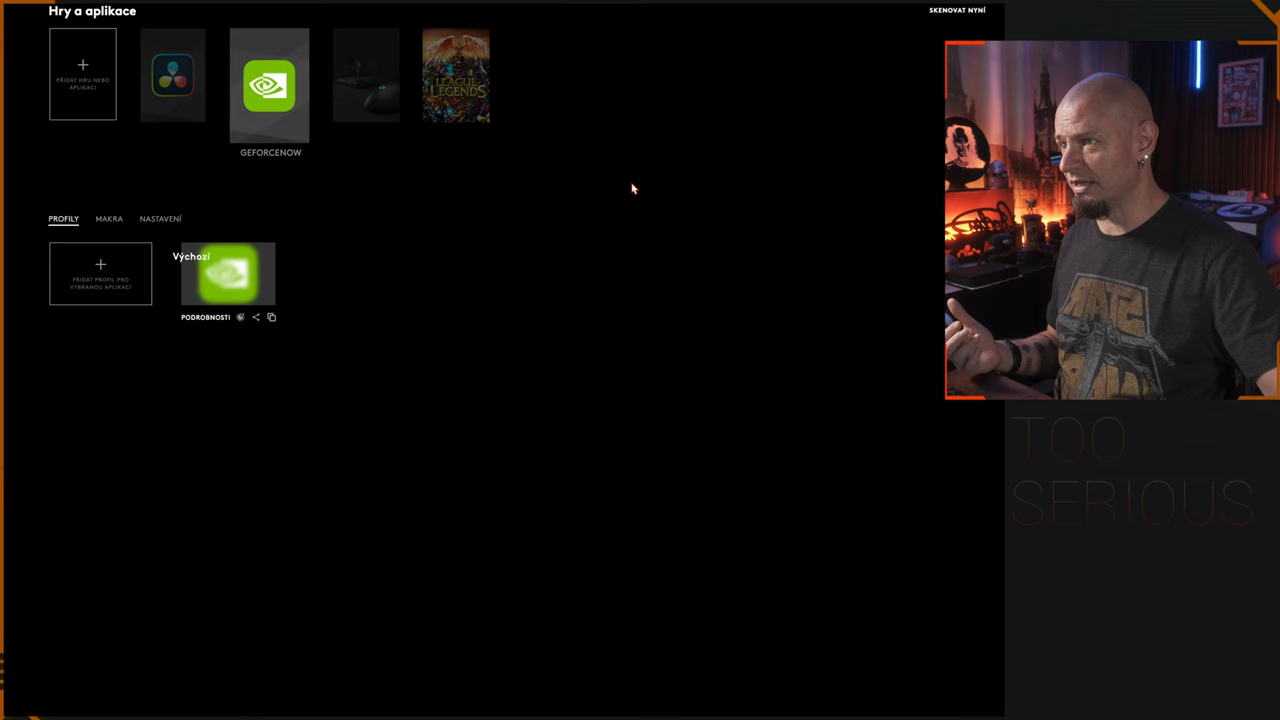 Hry a aplikace
SKENOVAT NYNÍ
PŘIDAT HRU NEBO
APLIKACI
LEAGUE
OF
LEGENDS
GEFORCENOW
PROFILY
MAKRA
NASTAVENÍ
Výchozí
PŘIDAT PROFIL PRO
VYBRANOU APLIKACI
PODROBNOSTI
STAR
TOO
SERIOUS